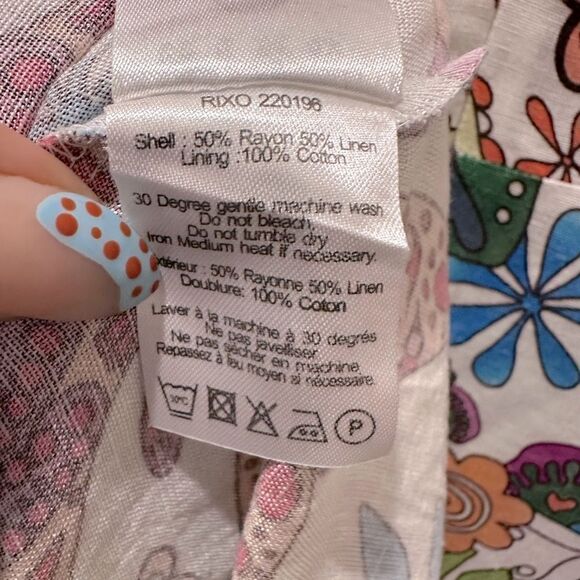 RIXO 220196
Shell : 50% Rayon 50% Linen
Lining :100% Cotton
30 Degree gentle machine wash
Do not bleach,
Do not tumble dry
Iron Medium heat if necessary.
xtérieur : 50% Rayonne 50% Linen
Doublure: 100% Coton
Laver à la machine à 30 degrés
Ne pas javelliser
Ne pas sécher en machine
Repassez à feu moyen si nécessaire.
30°C P